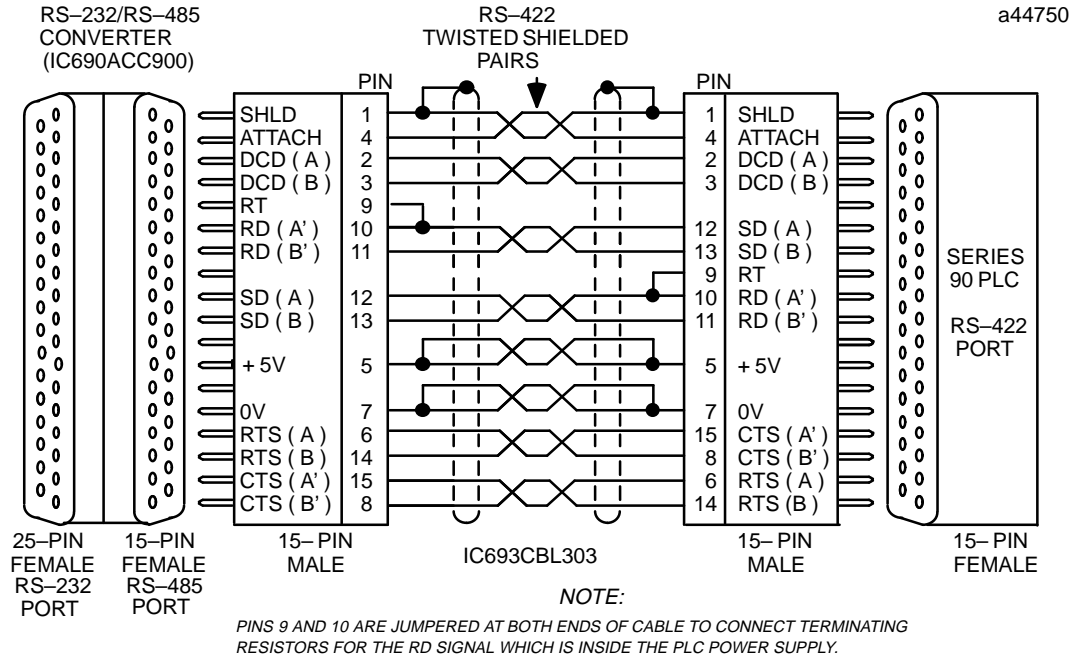 RS–232/RS–485
CONVERTER
(IC690ACC900)
RS–422
TWISTED SHIELDED
PAIRS
a44750
PIN
PIN
SHLD 1
ATTACH 4
DCD ( A ) 2
DCD ( B ) 3
RT 9
RD ( A' ) 10
RD ( B' ) 11
SD ( A ) 12
SD ( B ) 13
+ 5V 5
0V 7
RTS ( A ) 6
RTS ( B ) 14
CTS ( A' ) 15
CTS ( B' ) 8
1 SHLD
4 ATTACH
2 DCD ( A )
3 DCD ( B )
12 SD ( A )
13 SD ( B )
9 RT
10 RD ( A' )
11 RD ( B' )
5 + 5V
7 0V
15 CTS ( A' )
8 CTS ( B' )
6 RTS ( A )
14 RTS (B )
SERIES
90 PLC
RS–422
PORT
25–PIN
FEMALE
RS–232
PORT
15–PIN
FEMALE
RS–485
PORT
15– PIN
MALE
IC693CBL303
15– PIN
MALE
15– PIN
FEMALE
NOTE:
PINS 9 AND 10 ARE JUMPERED AT BOTH ENDS OF CABLE TO CONNECT TERMINATING
RESISTORS FOR THE RD SIGNAL WHICH IS INSIDE THE PLC POWER SUPPLY.